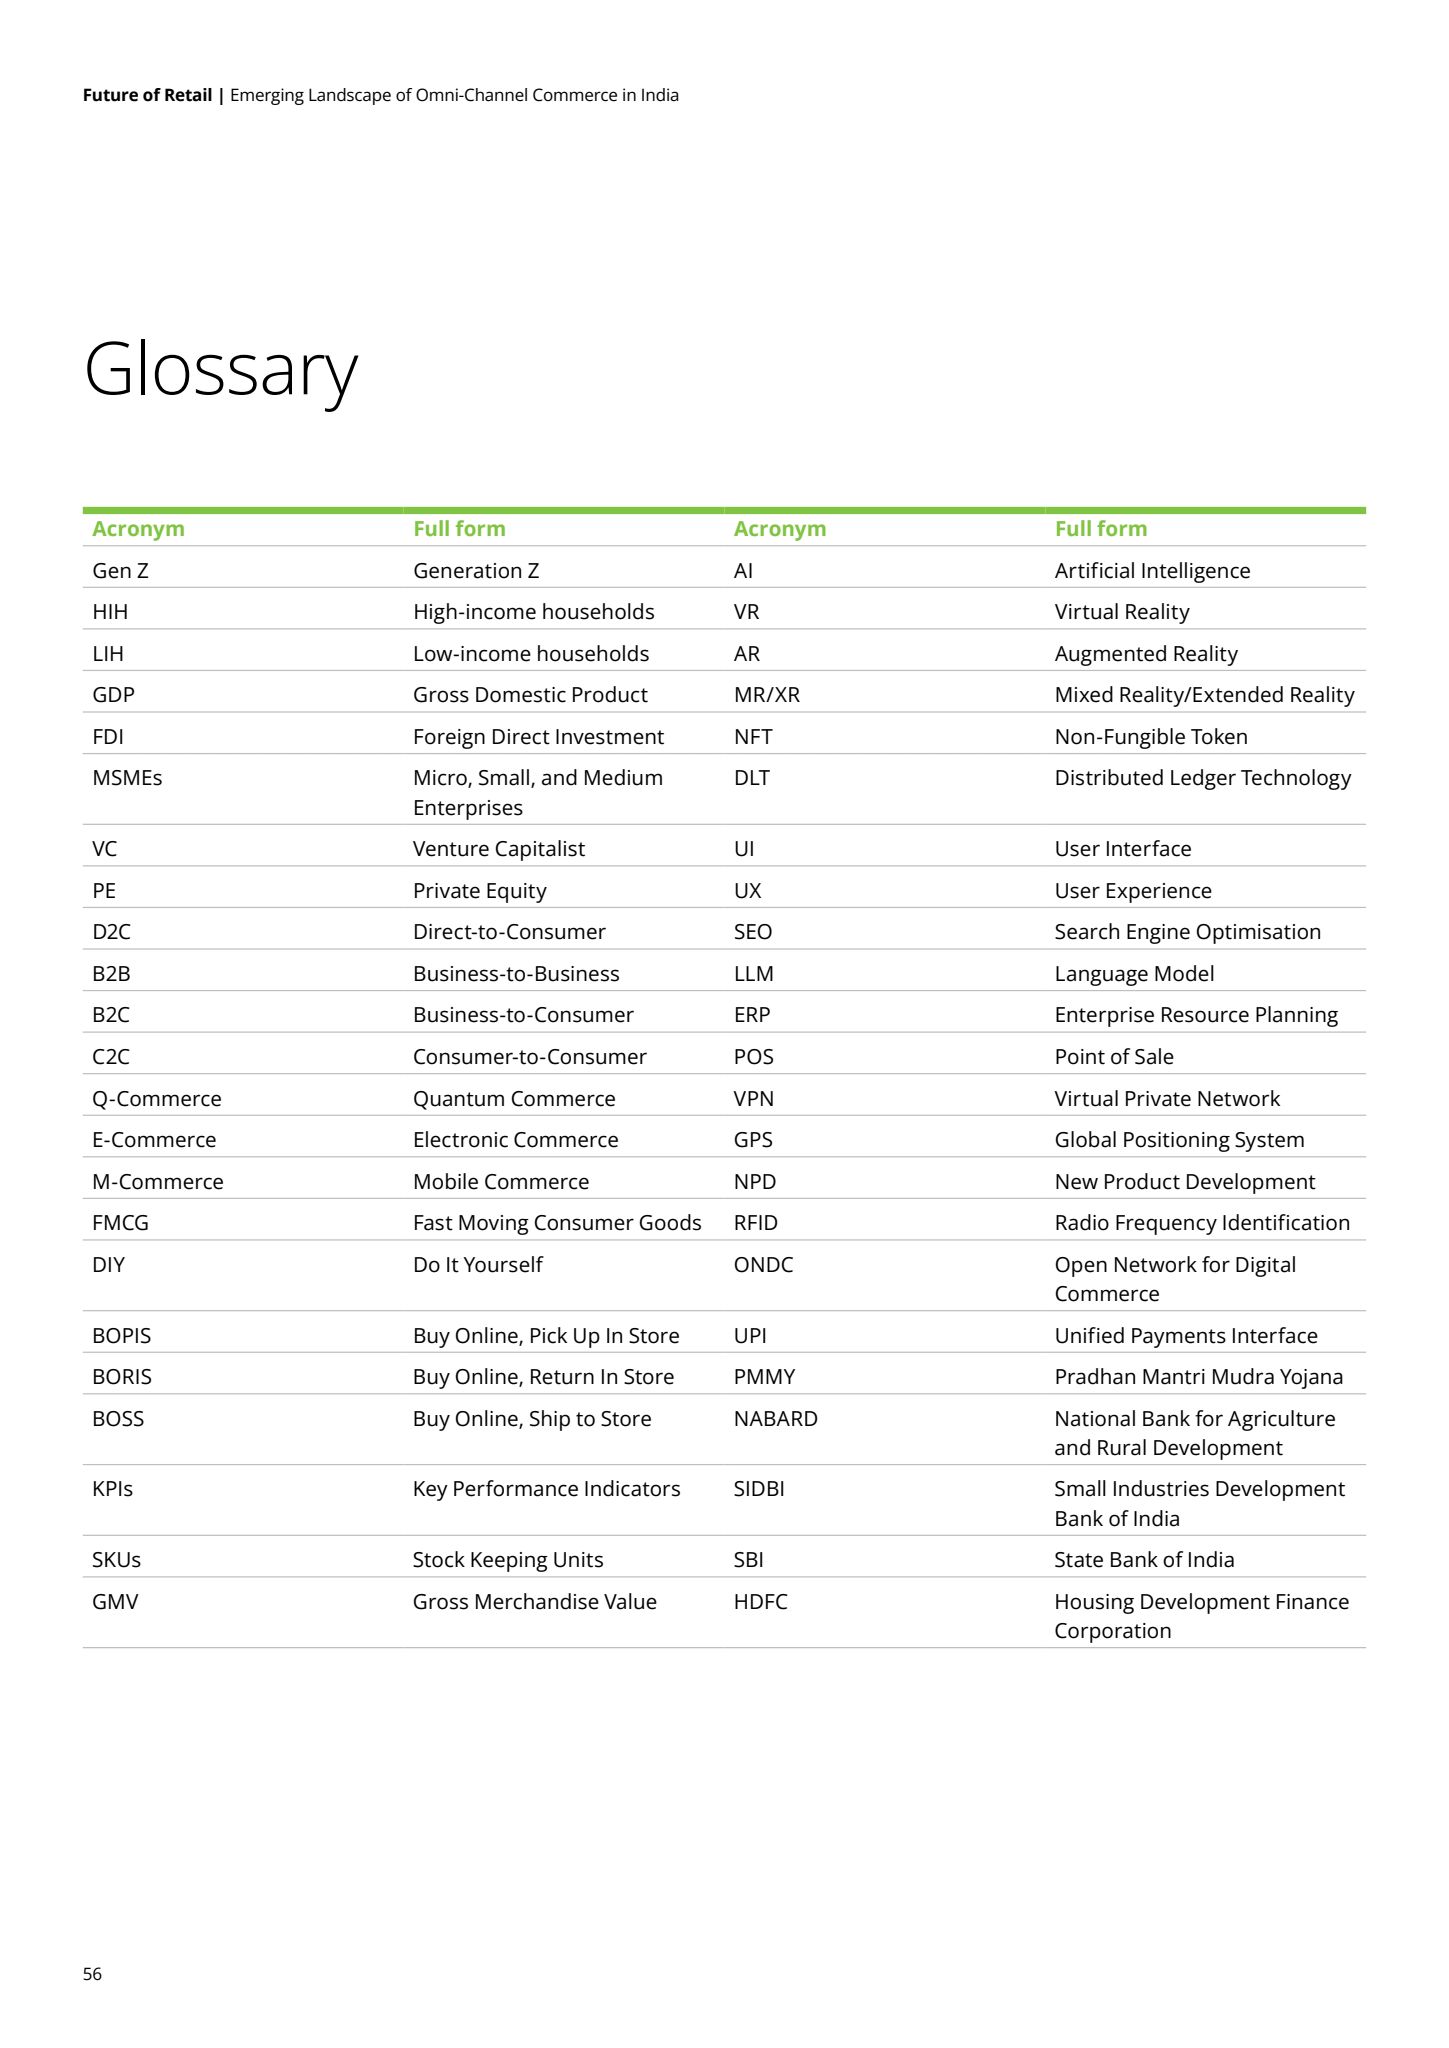 Future of Retail | Emerging Landscape of Omni-Channel Commerce in India
Glossary
Acronym Full form Acronym Full form
Gen Z Generation Z AI Artificial Intelligence
HIH High-income households VR Virtual Reality
LIH Low-income households AR Augmented Reality
GDP Gross Domestic Product MR/XR Mixed Reality/Extended Reality
FDI Foreign Direct Investment NFT Non-Fungible Token
MSMEs Micro, Small, and Medium DLT Distributed Ledger Technology
Enterprises
VC Venture Capitalist UI User Interface
PE Private Equity UX User Experience
D2C Direct-to-Consumer SEO Search Engine Optimisation
B2B Business-to-Business LLM Language Model
B2C Business-to-Consumer ERP Enterprise Resource Planning
C2C Consumer-to-Consumer POS Point of Sale
Q-Commerce Quantum Commerce VPN Virtual Private Network
E-Commerce Electronic Commerce GPS Global Positioning System
M-Commerce Mobile Commerce NPD New Product Development
FMCG Fast Moving Consumer Goods RFID Radio Frequency Identification
DIY Do It Yourself ONDC Open Network for Digital
Commerce
BOPIS Buy Online, Pick Up In Store UPI Unified Payments Interface
BORIS Buy Online, Return In Store PMMY Pradhan Mantri Mudra Yojana
BOSS Buy Online, Ship to Store NABARD National Bank for Agriculture
and Rural Development
KPIs Key Performance Indicators SIDBI Small Industries Development
Bank of India
SKUs Stock Keeping Units SBI State Bank of India
GMV Gross Merchandise Value HDFC Housing Development Finance
Corporation
56